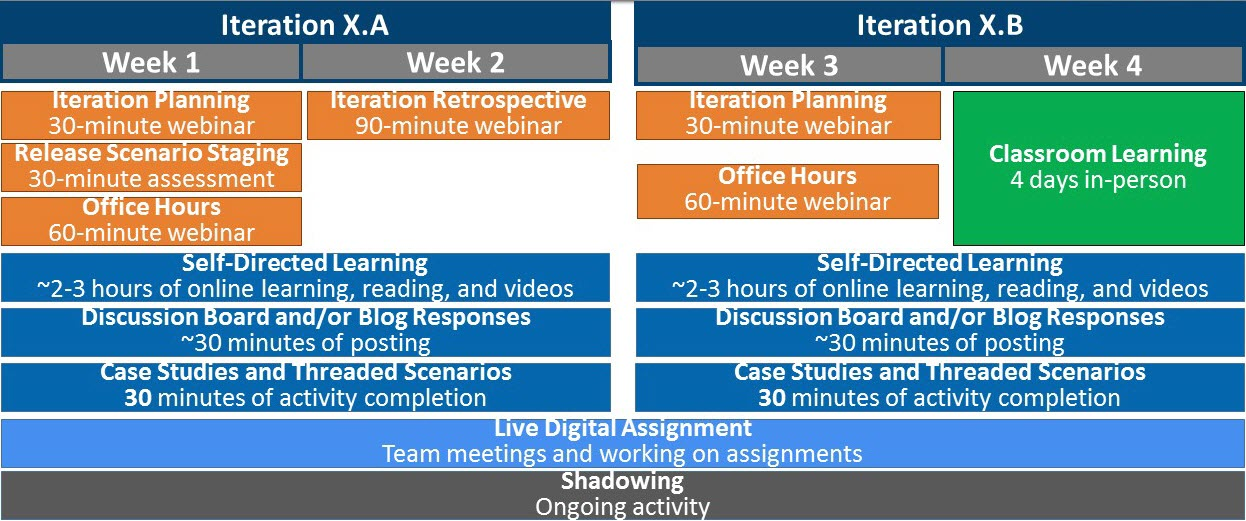 Iteration X.A
Iteration X.B
Week 1
Week 2
Week 3
Week 4
Iteration Planning
30-minute webinar
Iteration Retrospective
90-minute webinar
Iteration Planning
30-minute webinar
Classroom Learning
4 days in-person
Release Scenario Staging
30-minute assessment
Office Hours
60-minute webinar
Office Hours
60-minute webinar
Self-Directed Learning
~2-3 hours of online learning, reading, and videos
Self-Directed Learning
~2-3 hours of online learning, reading, and videos
Discussion Board and/or Blog Responses
~30 minutes of posting
Discussion Board and/or Blog Responses
~30 minutes of posting
Case Studies and Threaded Scenarios
30 minutes of activity completion
Case Studies and Threaded Scenarios
30 minutes of activity completion
Live Digital Assignment
Team meetings and working on assignments
Shadowing
Ongoing activity